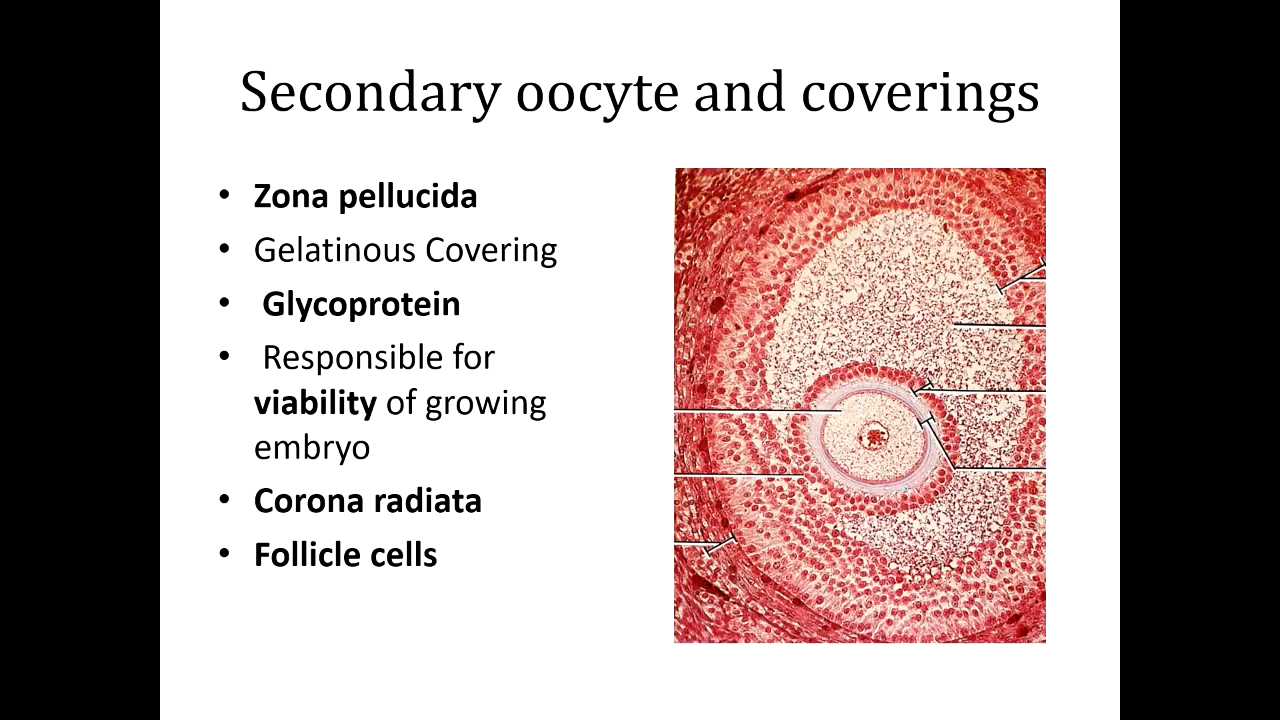 Secondary oocyte and coverings
• Zona pellucida
• Gelatinous Covering
• Glycoprotein
• Responsible for
viability of growing
embryo
• Corona radiata
• Follicle cells